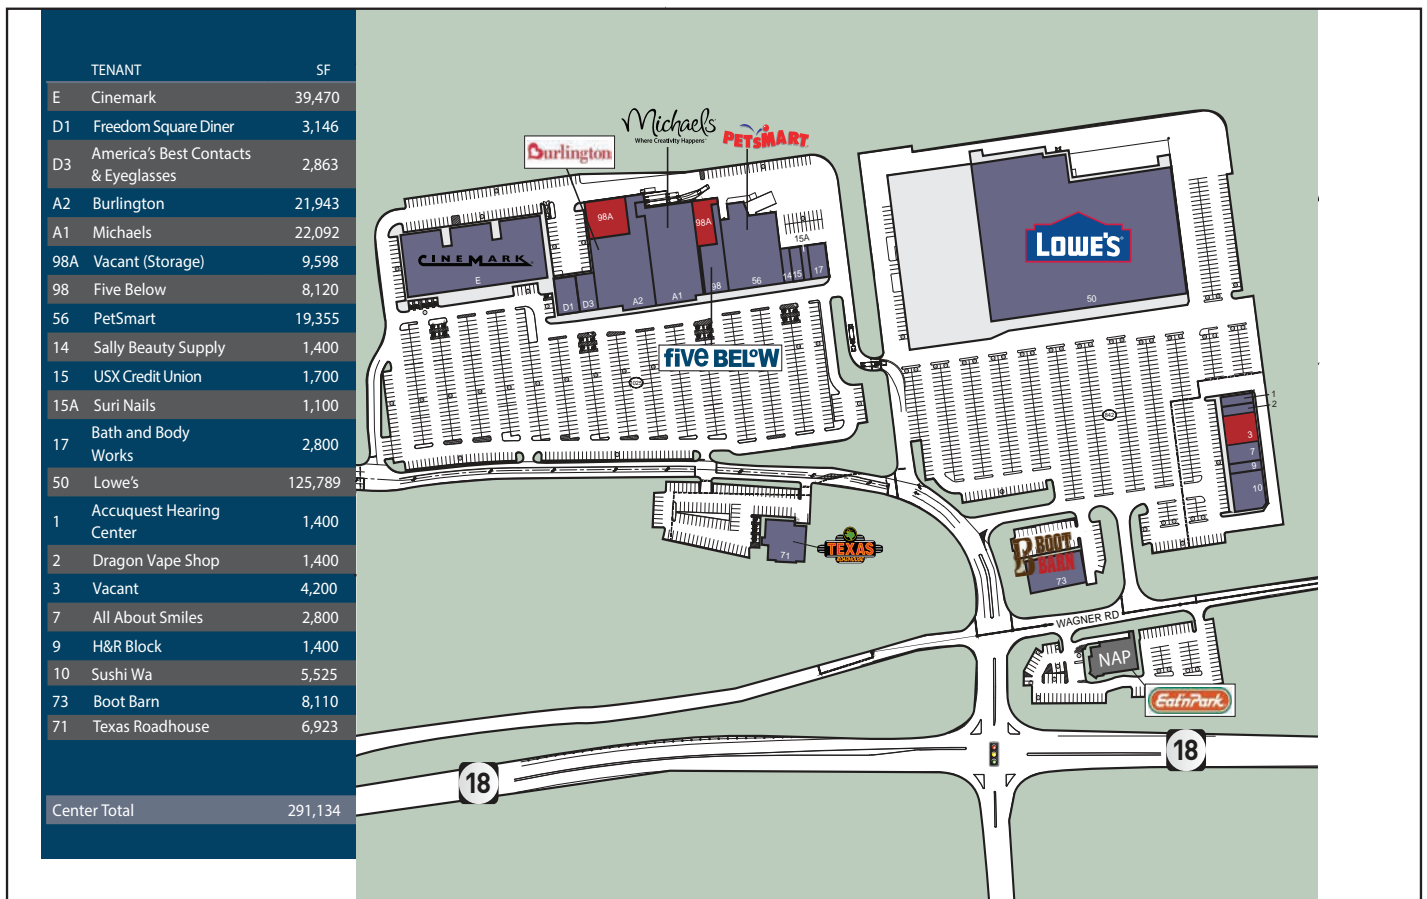 TENANT SF
E Cinemark 39,470
D1 Freedom Square Diner 3,146
D3 America's Best Contacts
& Eyeglasses 2,863
A2 Burlington 21,943
A1 Michaels 22,092
98A Vacant (Storage) 9,598
98 Five Below 8,120
56 PetSmart 19,355
14 Sally Beauty Supply 1,400
15 USX Credit Union 1,700
15A Suri Nails 1,100
17 Bath and Body
Works 2,800
50 Lowe's 125,789
1 Accuquest Hearing
Center 1,400
2 Dragon Vape Shop 1,400
3 Vacant 4,200
7 All About Smiles 2,800
9 H&R Block 1,400
10 Sushi Wa 5,525
73 Boot Barn 8,110
71 Texas Roadhouse 6,923
Center Total 291,134
Michaels
Where Creativity Happens
PETSMART
Burlington
98A
98A
15A
CINEMARK
E
D1
D3
A2
A1
98
56
14
15
17
LOWE'S
50
five BELOW
1
2
3
7
9
10
71
TEXAS
BOOT
BARN
73
WAGNER RD
NAP
Eat'nPark
18
18